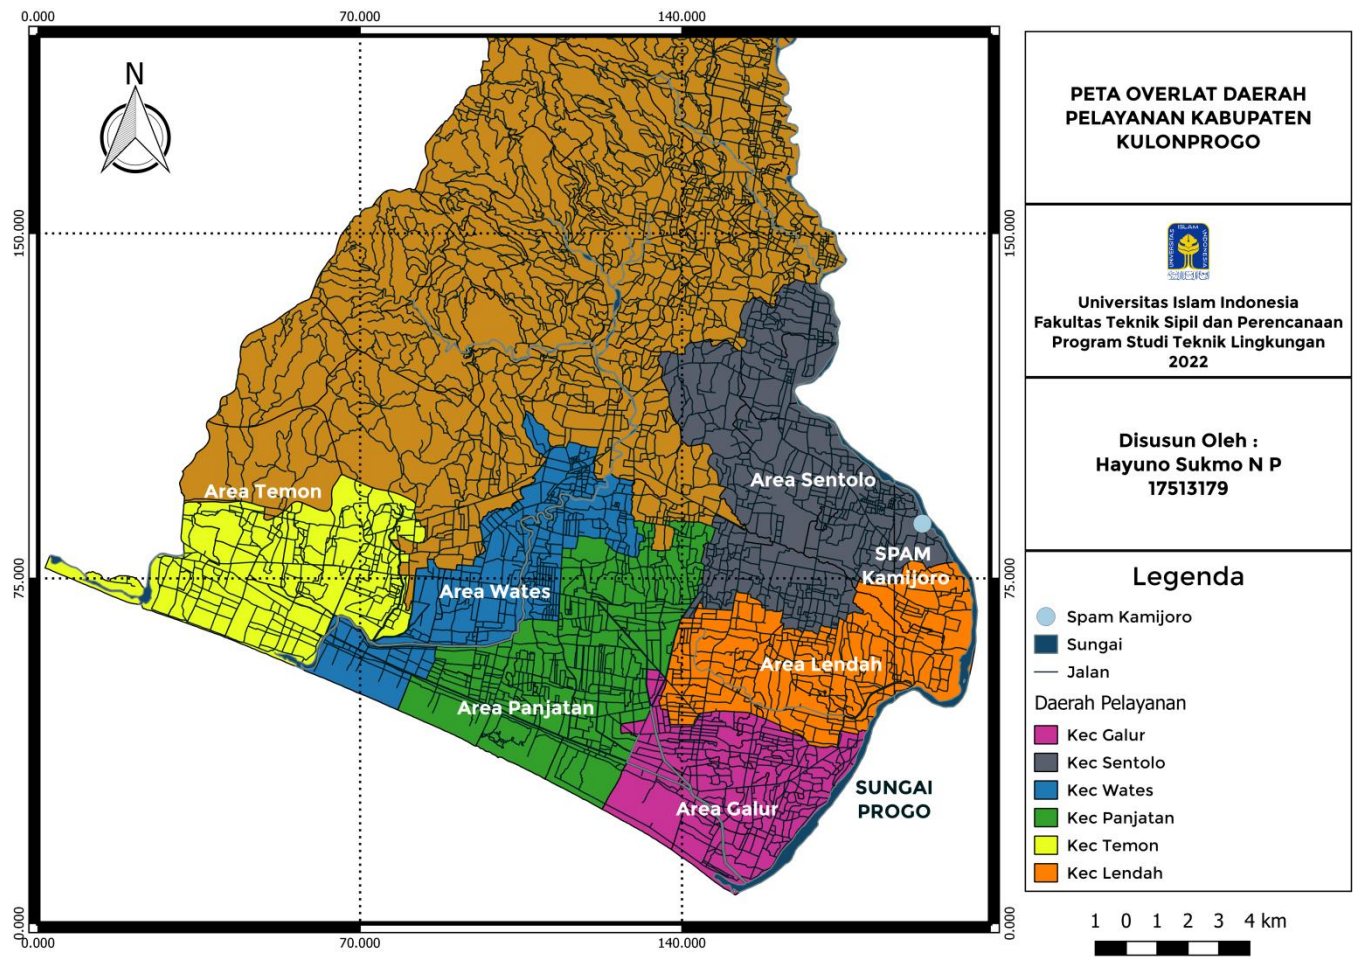 0.000
70.000
140.000
N
150.000
150.000
Area Temon
Area Sentolo
SPAM
Kamijoro
75.000
75.000
Area Wates
Area Lendah
Area Panjatan
SUNGAI
PROGO
Area Galur
0.000
0.000
0.000
70.000
140.000
PETA OVERLAT DAERAH
PELAYANAN KABUPATEN
KULONPROGO
UNIVERSITAS ISLAM INDONESIA
Universitas Islam Indonesia
Fakultas Teknik Sipil dan Perencanaan
Program Studi Teknik Lingkungan
2022
Disusun Oleh :
Hayuno Sukmo N P
17513179
Legenda
Spam Kamijoro
Sungai
Jalan
Daerah Pelayanan
Kec Galur
Kec Sentolo
Kec Wates
Kec Panjatan
Kec Temon
Kec Lendah
1 0 1 2 3 4 km